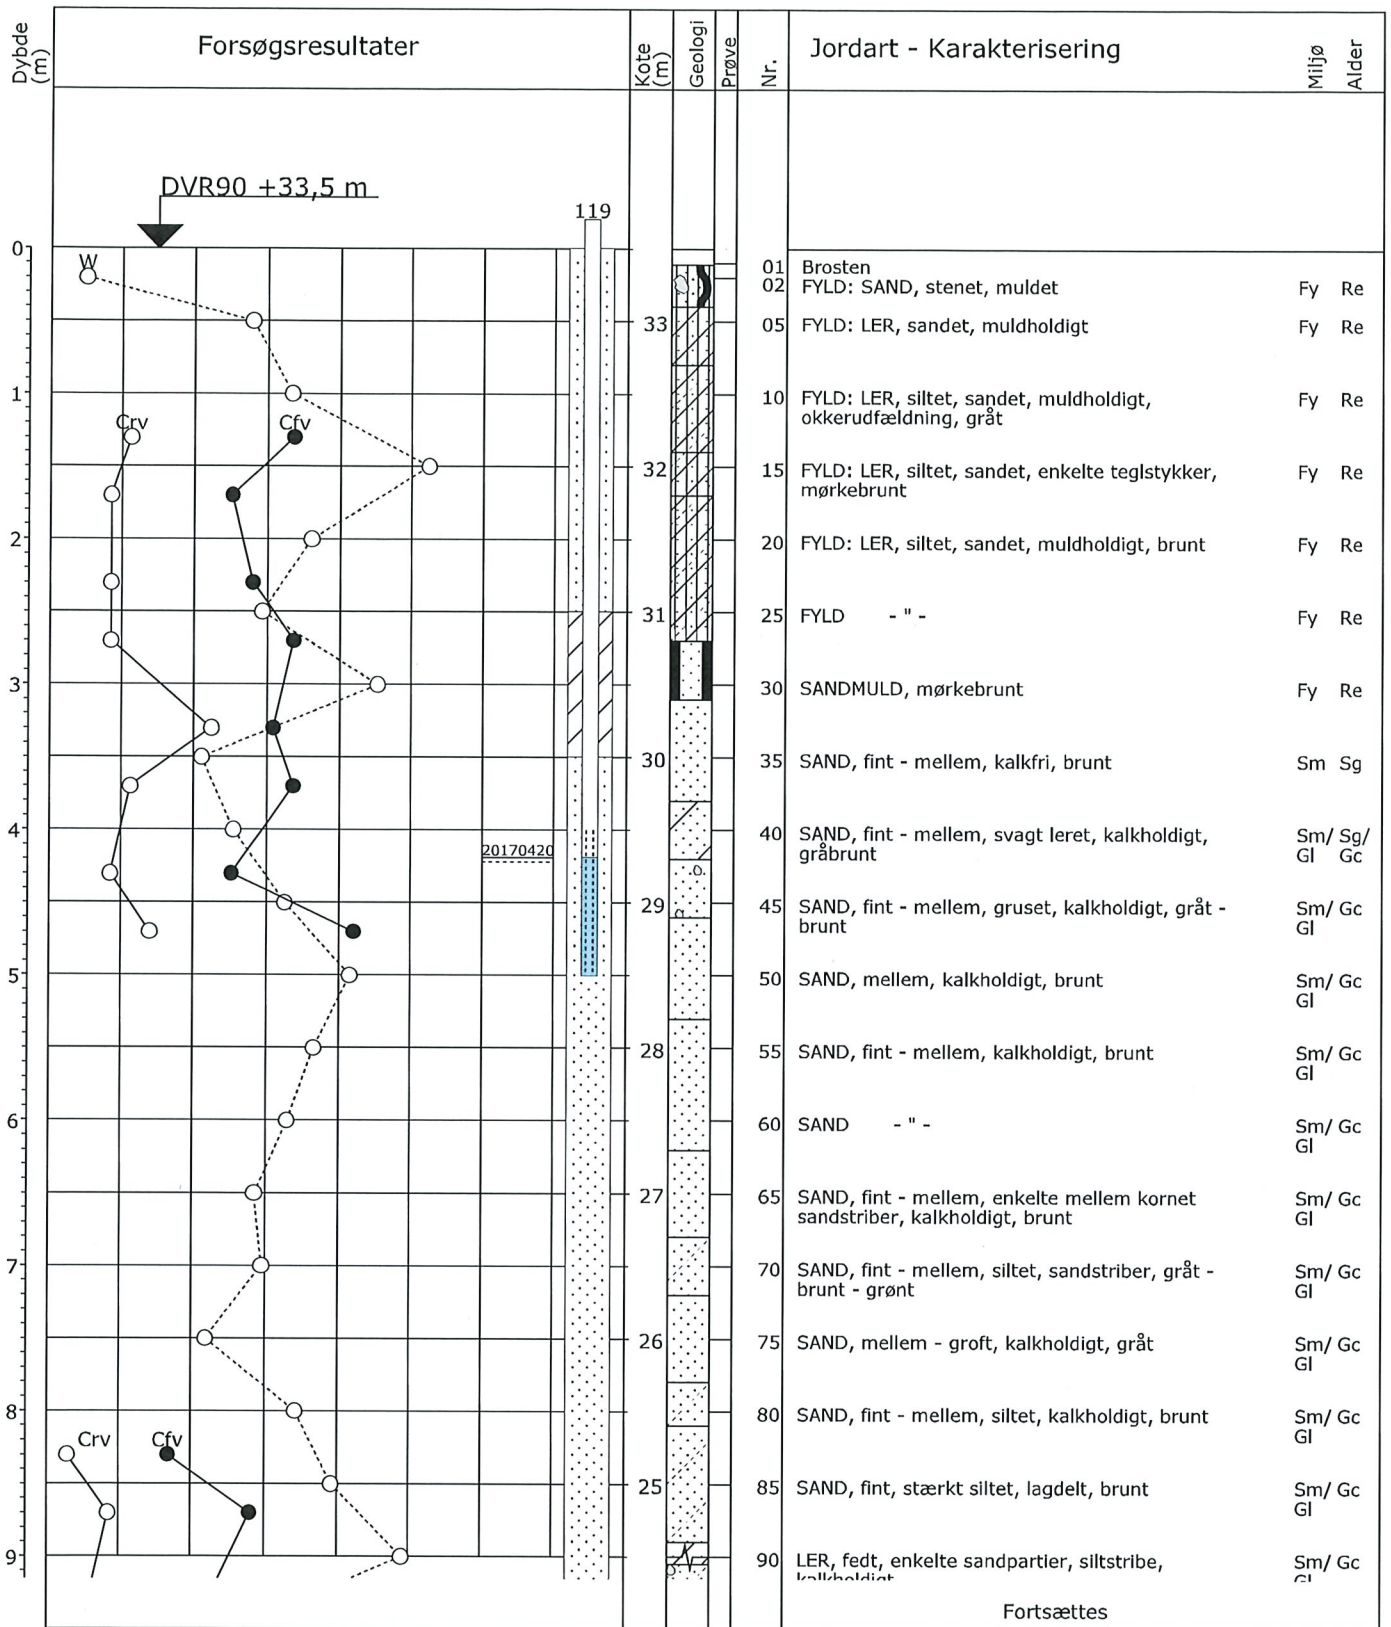 Dybde (m)
Forsøgsresultater
Kote (m)
Geologi
Prøve
Nr.
Jordart - Karakterisering
Miljø
Alder
DVR90 +33,5 m
119
0
W
01 Brosten
02 FYLD: SAND, stenet, muldet Fy Re
33 05 FYLD: LER, sandet, muldholdigt Fy Re
1 10 FYLD: LER, siltet, sandet, muldholdigt, Fy Re
okkerudfældning, gråt
Crv Cfv
32 15 FYLD: LER, siltet, sandet, enkelte teglstykker, Fy Re
mørkebrunt
2 20 FYLD: LER, siltet, sandet, muldholdigt, brunt Fy Re
31 25 FYLD - " - Fy Re
3 30 SANDMULD, mørkebrunt Fy Re
30 35 SAND, fint - mellem, kalkfri, brunt Sm Sg
4 40 SAND, fint - mellem, svagt leret, kalkholdigt, Sm/ Sg/
20170420 gråbrunt Gl Gc
29 45 SAND, fint - mellem, gruset, kalkholdigt, gråt - Sm/ Gc
brunt Gl
5 50 SAND, mellem, kalkholdigt, brunt Sm/ Gc
Gl
28 55 SAND, fint - mellem, kalkholdigt, brunt Sm/ Gc
Gl
6 60 SAND - " - Sm/ Gc
Gl
27 65 SAND, fint - mellem, enkelte mellem kornet Sm/ Gc
sandstriber, kalkholdigt, brunt Gl
7 70 SAND, fint - mellem, siltet, sandstriber, gråt - Sm/ Gc
brunt - grønt Gl
26 75 SAND, mellem - groft, kalkholdigt, gråt Sm/ Gc
Gl
8 80 SAND, fint - mellem, siltet, kalkholdigt, brunt Sm/ Gc
Gl
Crv Cfv
25 85 SAND, fint, stærkt siltet, lagdelt, brunt Sm/ Gc
Gl
9 90 LER, fedt, enkelte sandpartier, siltstribe, Sm/ Gc
kalkholdigt Gl
Fortsættes